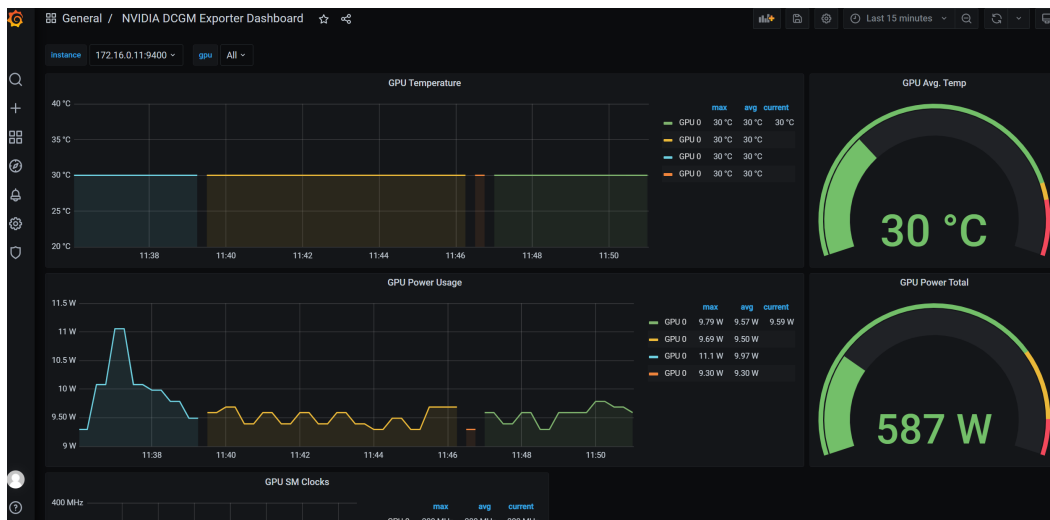 General / NVIDIA DCGM Exporter Dashboard
Last 15 minutes
instance 172.16.0.11:9400 gpu All
GPU Temperature
40 °C
35 °C
30 °C
25 °C
20 °C
11:38 11:40 11:42 11:44 11:46 11:48 11:50
max avg current
GPU 0 30 °C 30 °C 30 °C
GPU 0 30 °C 30 °C
GPU 0 30 °C 30 °C
GPU 0 30 °C 30 °C
GPU Avg. Temp
30 °C
GPU Power Usage
11.5 W
11 W
10.5 W
10 W
9.50 W
9 W
11:38 11:40 11:42 11:44 11:46 11:48 11:50
max avg current
GPU 0 9.79 W 9.57 W 9.59 W
GPU 0 9.69 W 9.50 W
GPU 0 11.1 W 9.97 W
GPU 0 9.30 W 9.30 W
GPU Power Total
587 W
GPU SM Clocks
400 MHz
max avg current